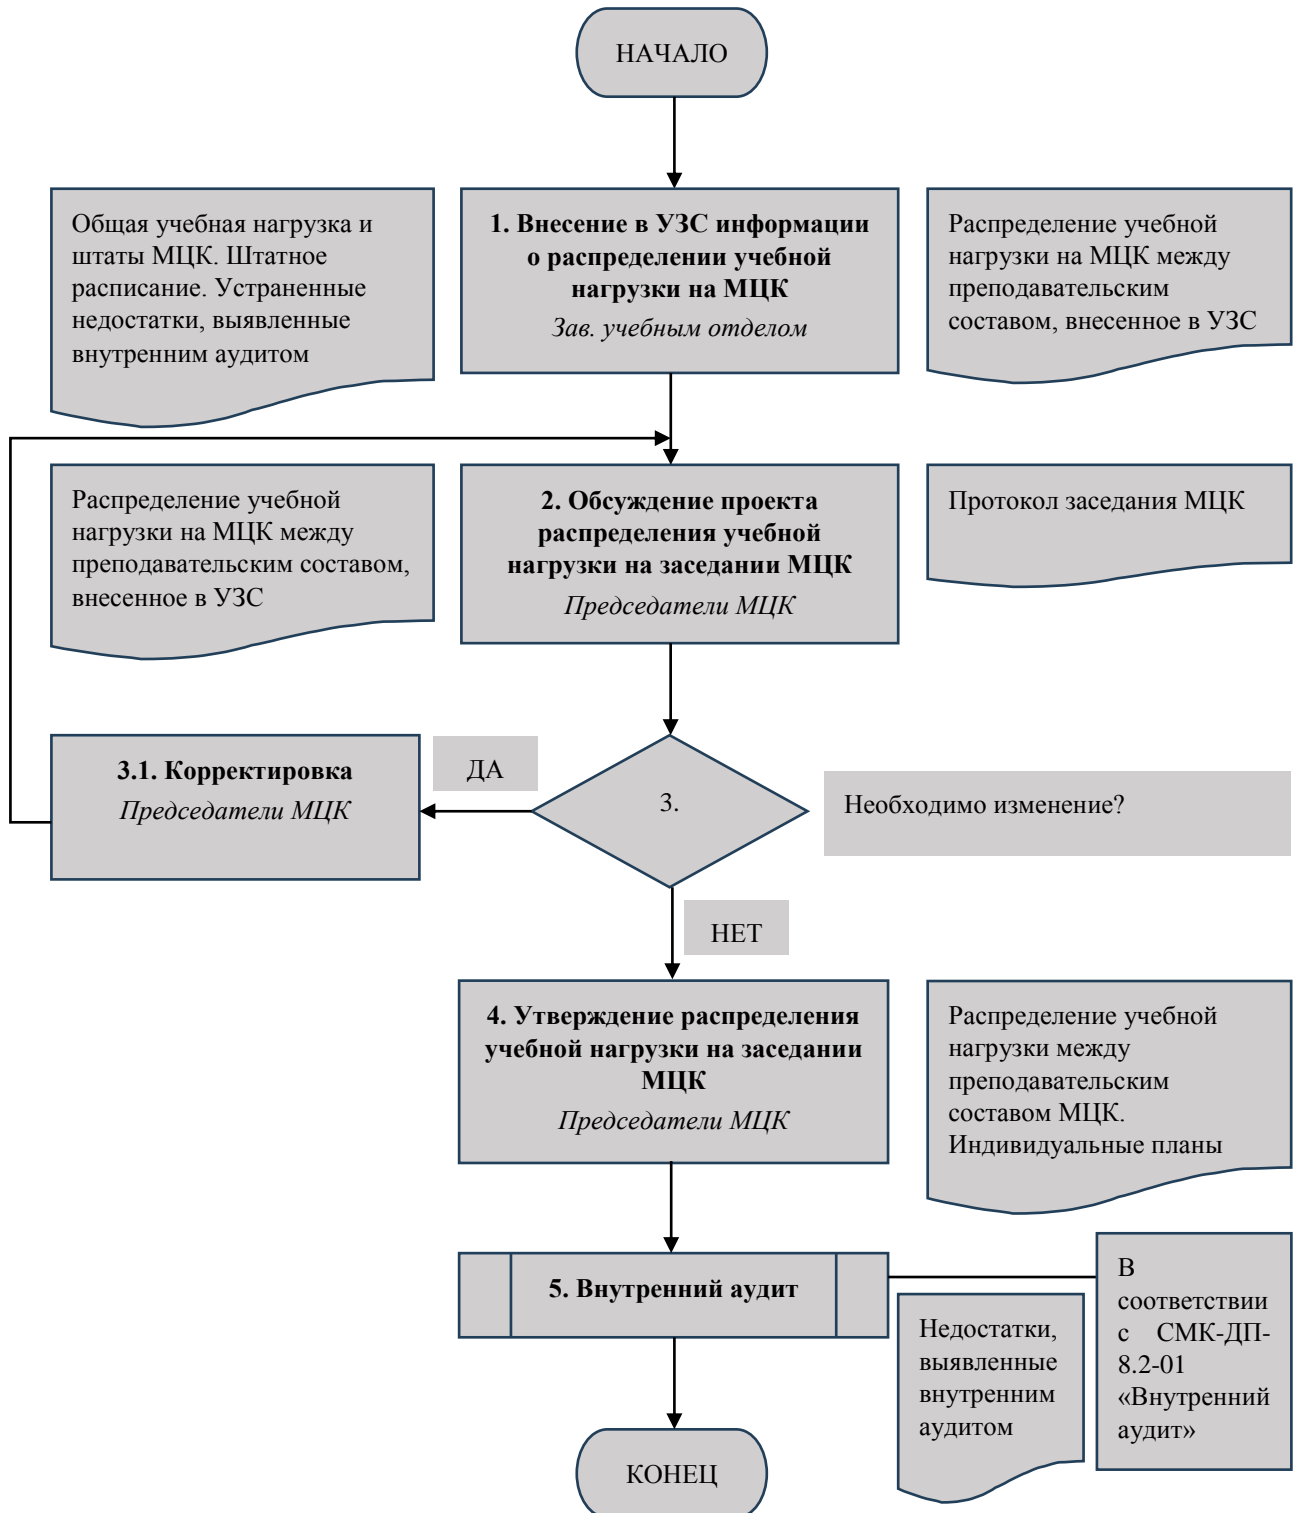 НАЧАЛО
Общая учебная нагрузка и
штаты МЦК. Штатное
расписание. Устраненные
недостатки, выявленные
внутренним аудитом
1. Внесение в УЗС информации
о распределении учебной
нагрузки на МЦК
Зав. учебным отделом
Распределение учебной
нагрузки на МЦК между
преподавательским
составом, внесенное в УЗС
Распределение учебной
нагрузки на МЦК между
преподавательским составом,
внесенное в УЗС
2. Обсуждение проекта
распределения учебной
нагрузки на заседании МЦК
Председатели МЦК
Протокол заседания МЦК
3.1. Корректировка
Председатели МЦК
ДА
3.
Необходимо изменение?
НЕТ
4. Утверждение распределения
учебной нагрузки на заседании
МЦК
Председатели МЦК
Распределение учебной
нагрузки между
преподавательским
составом МЦК.
Индивидуальные планы
5. Внутренний аудит
Недостатки,
выявленные
внутренним
аудитом
В
соответствии
с СМК-ДП-
8.2-01
«Внутренний
аудит»
КОНЕЦ